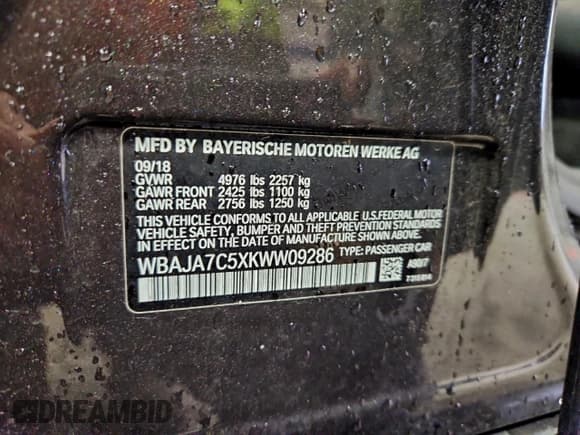 MFD BY BAYERISCHE MOTOREN WERKE AG
09/18
GVWR 4976 lbs 2257 kg
GAWR FRONT 2425 lbs 1100 kg
GAWR REAR 2756 lbs 1250 kg
THIS VEHICLE CONFORMS TO ALL APPLICABLE U.S.FEDERAL MOTOR
VEHICLE SAFETY, BUMPER AND THEFT PREVENTION STANDARDS
IN EFFECT ON THE DATE OF MANUFACTURE SHOWN ABOVE.
WBAJA7C5XKWW09286 TYPE: PASSENGER CAR
A90/7
DREAMBID